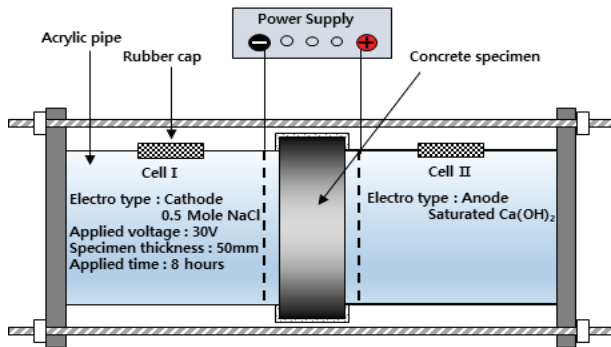 Power Supply
Acrylic pipe
Rubber cap
Concrete specimen
Cell I
Electro type : Cathode
0.5 Mole NaCl
Applied voltage : 30V
Specimen thickness : 50mm
Applied time : 8 hours
Cell II
Electro type : Anode
Saturated Ca(OH)₂